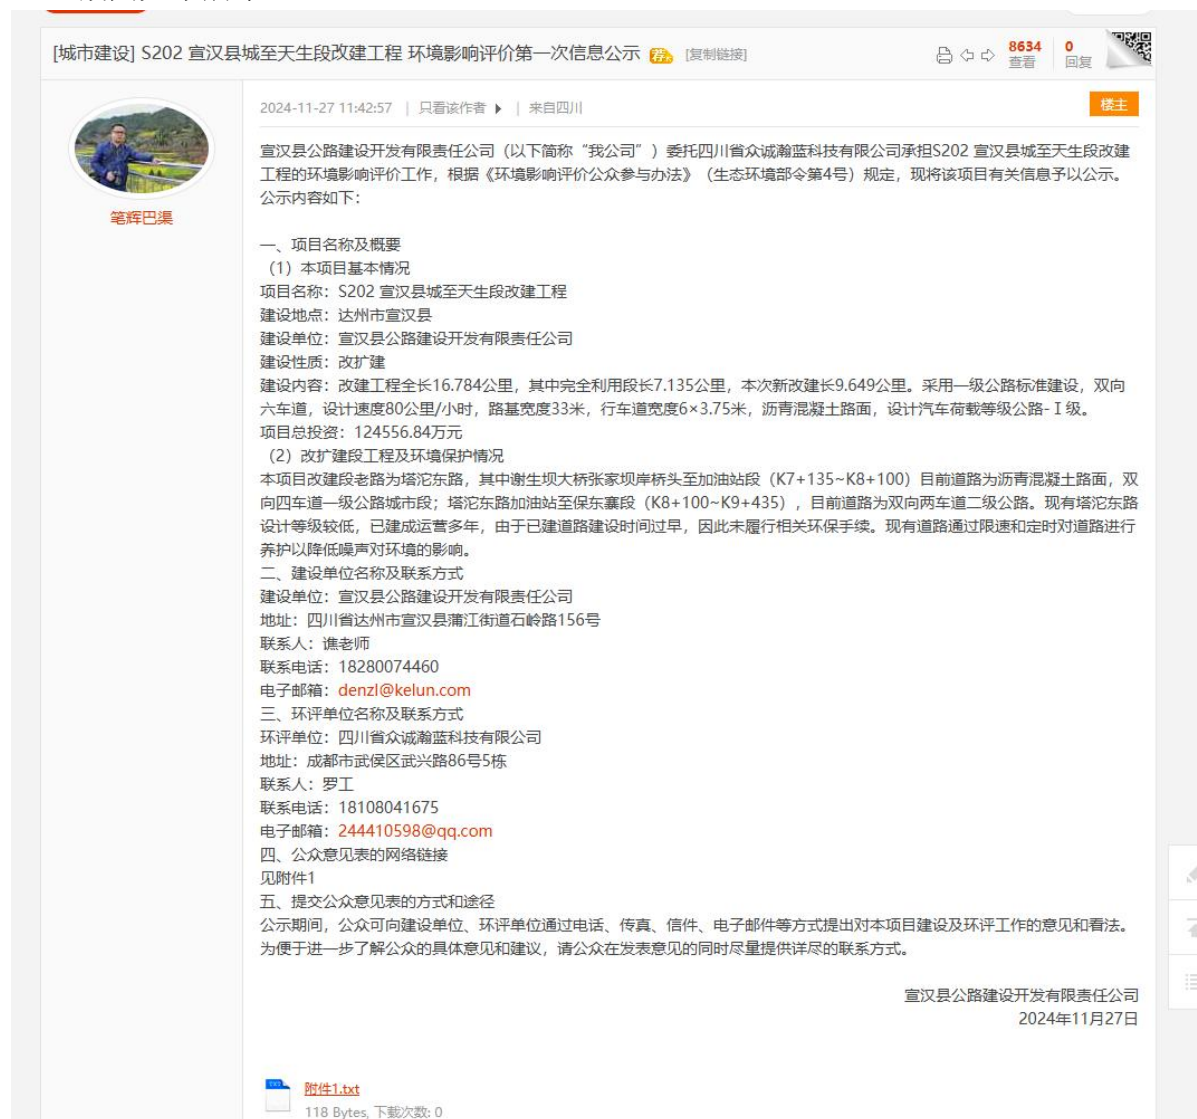 [城市建设] S202 宣汉县城至天生段改建工程 环境影响评价第一次信息公示 荐 [复制链接]
8634 查看
0 回复
2024-11-27 11:42:57 | 只看该作者 | 来自四川
楼主
笔辉巴渠
宣汉县公路建设开发有限责任公司（以下简称“我公司”）委托四川省众诚瀚蓝科技有限公司承担S202 宣汉县城至天生段改建
工程的环境影响评价工作，根据《环境影响评价公众参与办法》（生态环境部令第4号）规定，现将该项目有关信息予以公示。
公示内容如下：
一、项目名称及概要
（1）本项目基本情况
项目名称：S202 宣汉县城至天生段改建工程
建设地点：达州市宣汉县
建设单位：宣汉县公路建设开发有限责任公司
建设性质：改扩建
建设内容：改建工程全长16.784公里，其中完全利用段长7.135公里，本次新改建长9.649公里。采用一级公路标准建设，双向
六车道，设计速度80公里/小时，路基宽度33米，行车道宽度6×3.75米，沥青混凝土路面，设计汽车荷载等级公路-Ⅰ级。
项目总投资：124556.84万元
（2）改扩建段工程及环境保护情况
本项目改建段老路为塔沱东路，其中谢生坝大桥张家坝岸桥头至加油站段（K7+135~K8+100）目前道路为沥青混凝土路面，双
向四车道一级公路城市段；塔沱东路加油站至保东寨段（K8+100~K9+435），目前道路为双向两车道二级公路。现有塔沱东路
设计等级较低，已建成运营多年，由于已建道路建设时间过早，因此未履行相关环保手续。现有道路通过限速和定时对道路进行
养护以降低噪声对环境的影响。
二、建设单位名称及联系方式
建设单位：宣汉县公路建设开发有限责任公司
地址：四川省达州市宣汉县蒲江街道石岭路156号
联系人：谯老师
联系电话：18280074460
电子邮箱：denzl@kelun.com
三、环评单位名称及联系方式
环评单位：四川省众诚瀚蓝科技有限公司
地址：成都市武侯区武兴路86号5栋
联系人：罗工
联系电话：18108041675
电子邮箱：244410598@qq.com
四、公众意见表的网络链接
见附件1
五、提交公众意见表的方式和途径
公示期间，公众可向建设单位、环评单位通过电话、传真、信件、电子邮件等方式提出对本项目建设及环评工作的意见和看法。
为便于进一步了解公众的具体意见和建议，请公众在发表意见的同时尽量提供详尽的联系方式。
宣汉县公路建设开发有限责任公司
2024年11月27日
附件1.txt
118 Bytes, 下载次数: 0